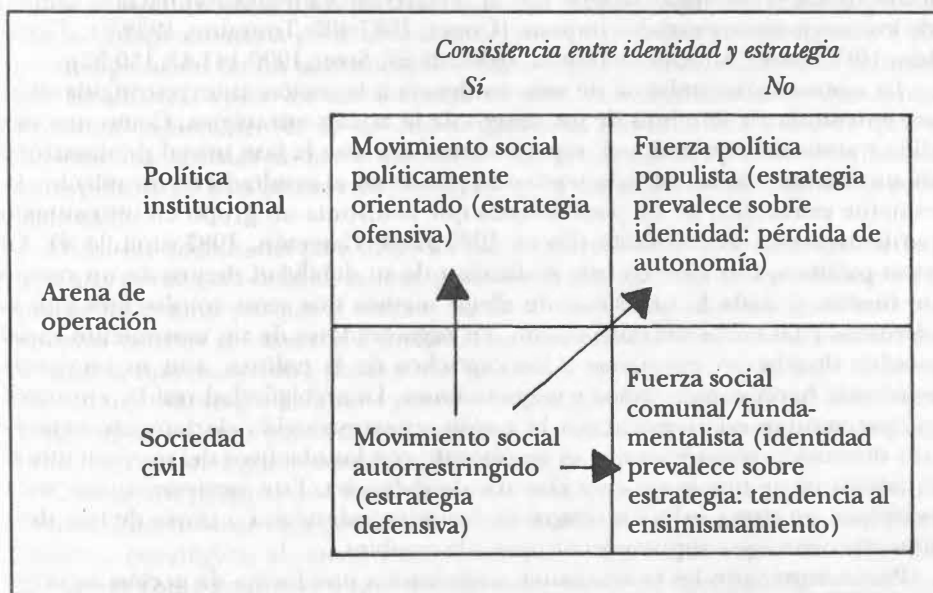 Consistencia entre identidad y estrategia
Sí
No
Política
institucional
Movimiento social
políticamente
orientado (estrategia
ofensiva)
Fuerza política
populista (estrategia
prevalece sobre
identidad: pérdida de
autonomía)
Arena de
operación
Sociedad
civil
Movimiento social
autorrestringido
(estrategia
defensiva)
Fuerza social
comunal/funda-
mentalista (identidad
prevalece sobre
estrategia: tendencia al
ensimismamiento)